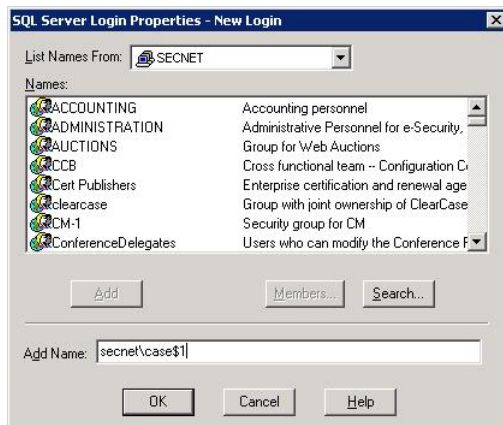 SQL Server Login Properties - New Login
List Names From: SECNET
Names:
ACCOUNTING Accounting personnel
ADMINISTRATION Administrative Personnel for e-Security,
AUCTIONS Group for Web Auctions
CCB Cross functional team -- Configuration
Cert Publishers Enterprise certification and renewal age
clearcase Group with joint ownership of ClearCase
CM-1 Security group for CM
ConferenceDelegates Users who can modify the Conference
Add Members... Search...
Add Name: secnet\case$1
OK Cancel Help